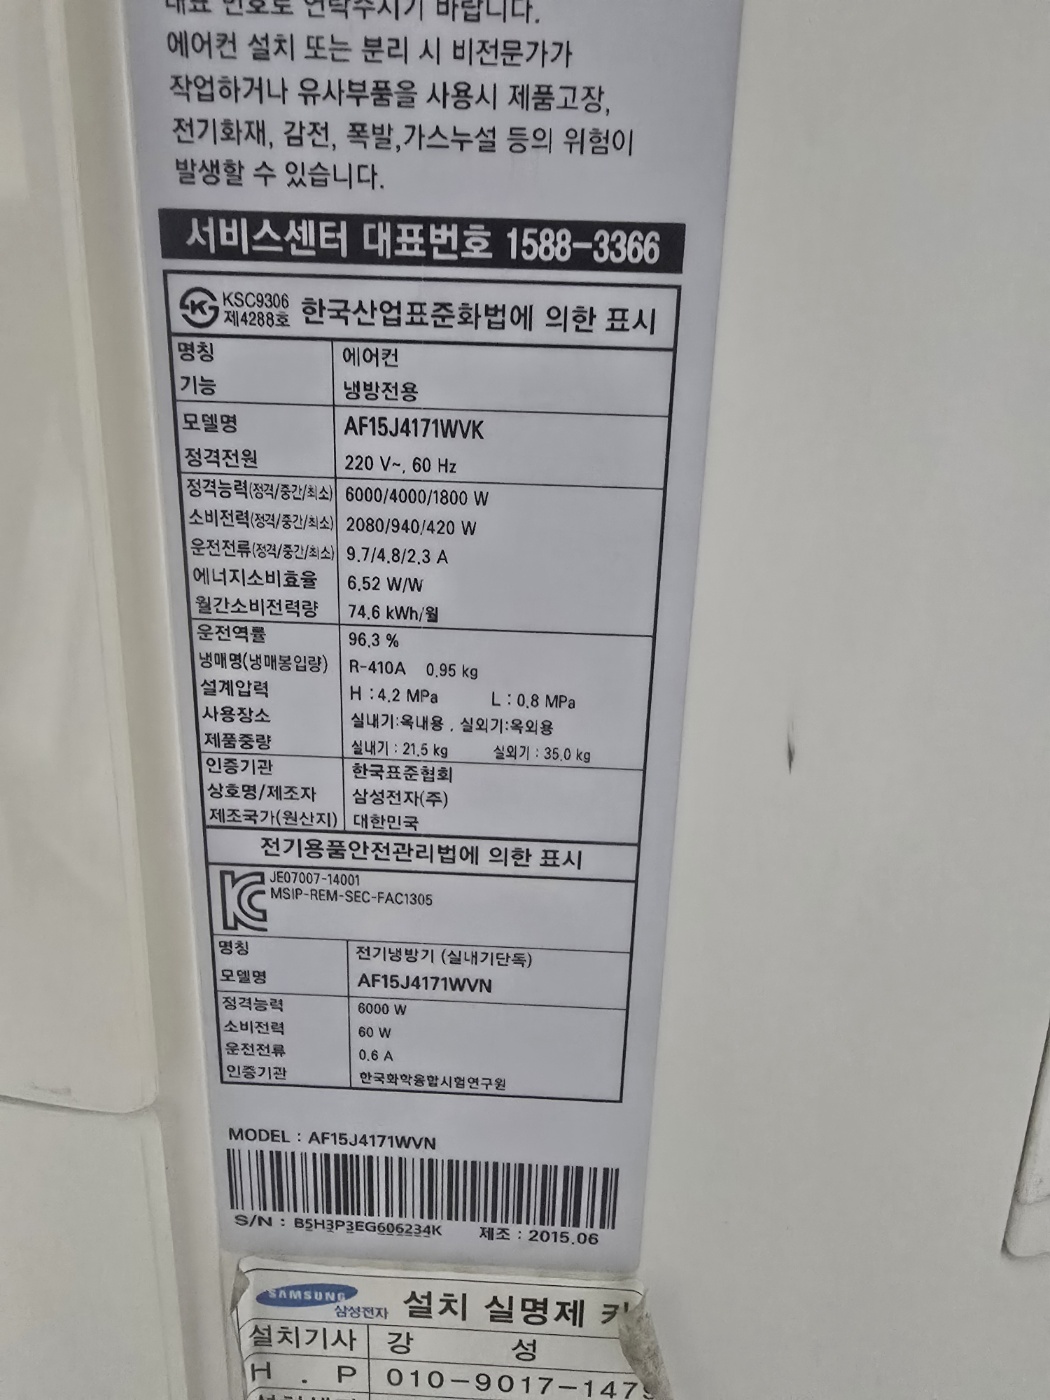 대표 번호로 연락주시기 바랍니다.
에어컨 설치 또는 분리 시 비전문가가
작업하거나 유사부품을 사용시 제품고장,
전기화재, 감전, 폭발,가스누설 등의 위험이
발생할 수 있습니다.
서비스센터 대표번호 1588-3366
KSC9306
제4288호 한국산업표준화법에 의한 표시
명칭 에어컨
기능 냉방전용
모델명 AF15J4171WVK
정격전원 220 V~, 60 Hz
정격능력(정격/중간/최소) 6000/4000/1800 W
소비전력(정격/중간/최소) 2080/940/420 W
운전전류(정격/중간/최소) 9.7/4.8/2.3 A
에너지소비효율 6.52 W/W
월간소비전력량 74.6 kWh/월
운전역률 96.3 %
냉매명(냉매봉입량) R-410A 0.95 kg
설계압력 H : 4.2 MPa L : 0.8 MPa
사용장소 실내기:옥내용 , 실외기:옥외용
제품중량 실내기 : 21.5 kg 실외기 : 35.0 kg
인증기관 한국표준협회
상호명/제조자 삼성전자(주)
제조국가(원산지) 대한민국
전기용품안전관리법에 의한 표시
JE07007-14001
MSIP-REM-SEC-FAC1305
명칭 전기냉방기 (실내기단독)
모델명 AF15J4171WVN
정격능력 6000 W
소비전력 60 W
운전전류 0.6 A
인증기관 한국화학융합시험연구원
MODEL : AF15J4171WVN
S/N : B5H3P3EG606234K 제조 : 2015.06
SAMSUNG
삼성전자 설치 실명제
설치기사 강 성
H . P 010-9017-1479